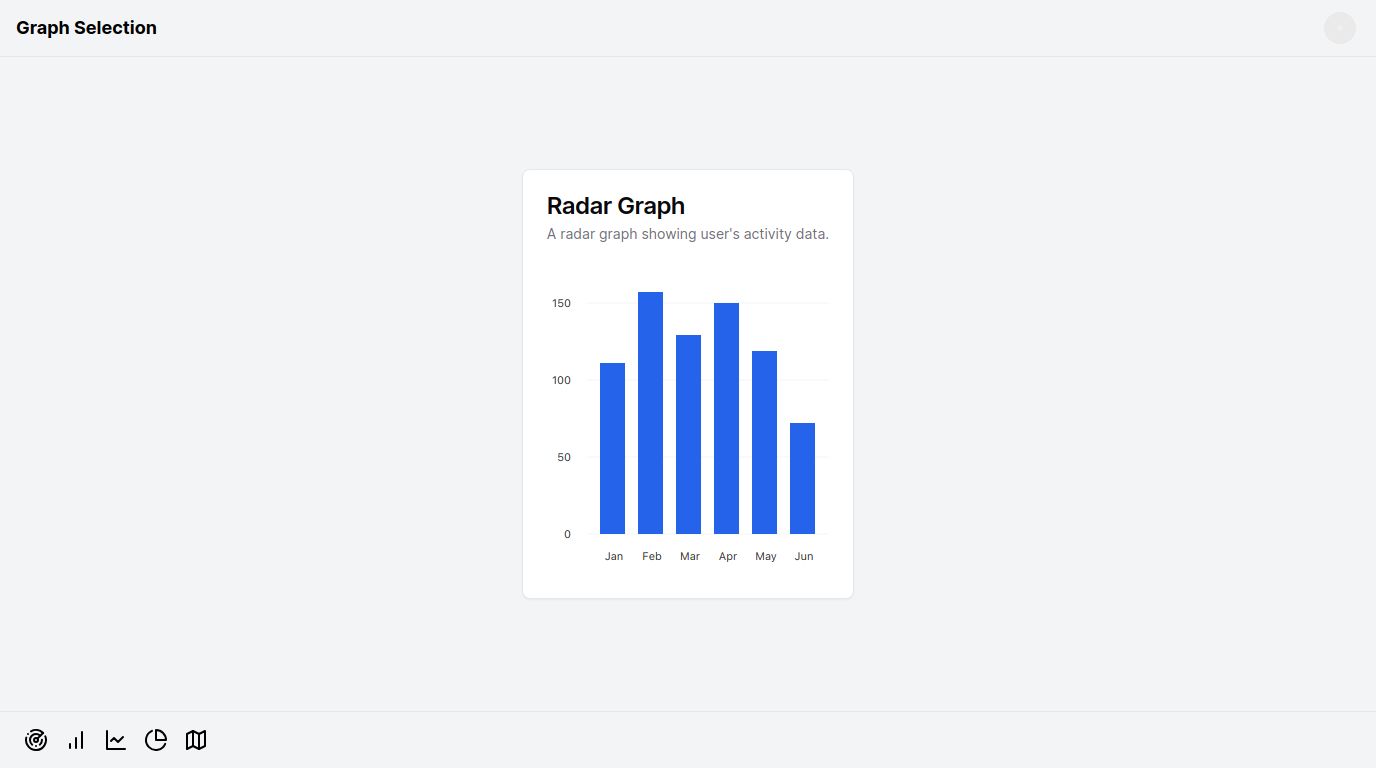 Graph Selection
Radar Graph
A radar graph showing user's activity data.
150
100
50
0
Jan Feb Mar Apr May Jun